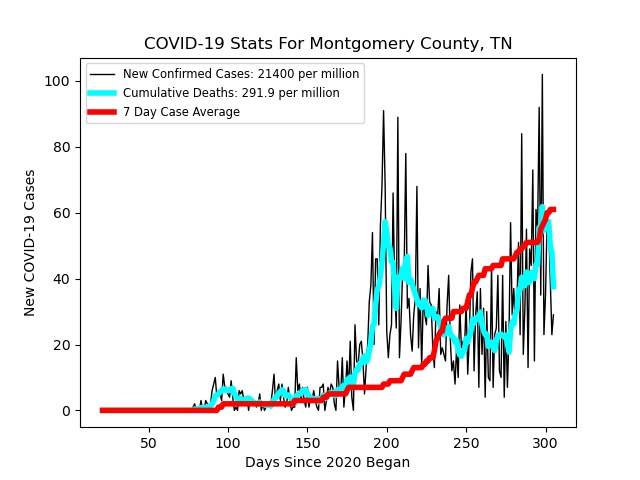 COVID-19 Stats For Montgomery County, TN
New Confirmed Cases: 21400 per million
Cumulative Deaths: 291.9 per million
7 Day Case Average
New COVID-19 Cases
100
80
60
40
20
0
50 100 150 200 250 300
Days Since 2020 Began